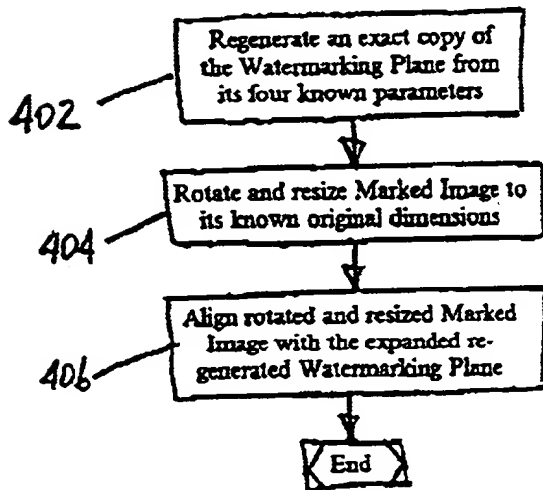 Regenerate an exact copy of
the Watermarking Plane from
its four known parameters
402
Rotate and resize Marked Image to
its known original dimensions
404
Align rotated and resized Marked
Image with the expanded re-
generated Watermarking Plane
406
End